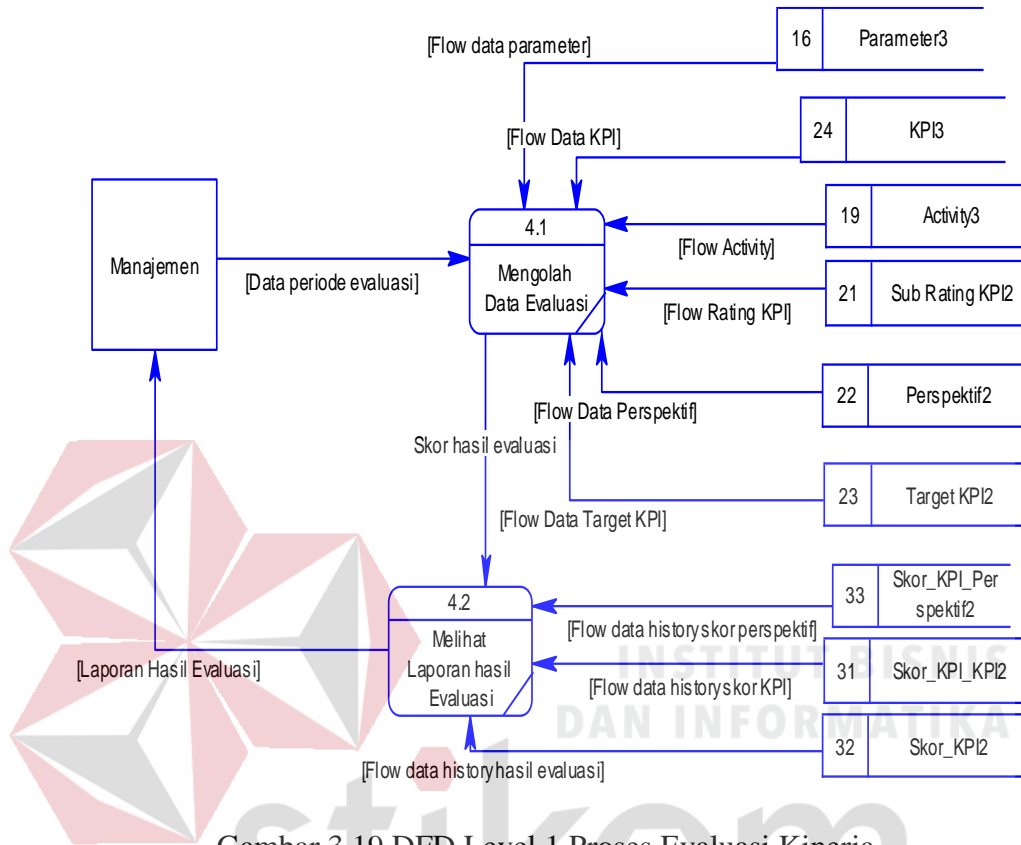 16 Parameter3
[Flow data parameter]
24 KPI3
[Flow Data KPI]
19 Activity3
4.1
Mengolah
Data Evaluasi
[Flow Activity]
Manajemen
[Data periode evaluasi]
21 Sub Rating KPI2
[Flow Rating KPI]
22 Perspektif2
[Flow Data Perspektif]
Skor hasil evaluasi
23 Target KPI2
[Flow Data Target KPI]
33 Skor_KPI_Per
spektif2
4.2
Melihat
Laporan hasil
Evaluasi
[Flow data history skor perspektif]
[Laporan Hasil Evaluasi]
31 Skor_KPI_KPI2
[Flow data history skor KPI]
INSTITUT BISNIS
DAN INFORMATIKA
32 Skor_KPI2
[Flow data history hasil evaluasi]
stikom
Gambar 3.19 DFD Level 1 Proses Evaluasi Kinerja